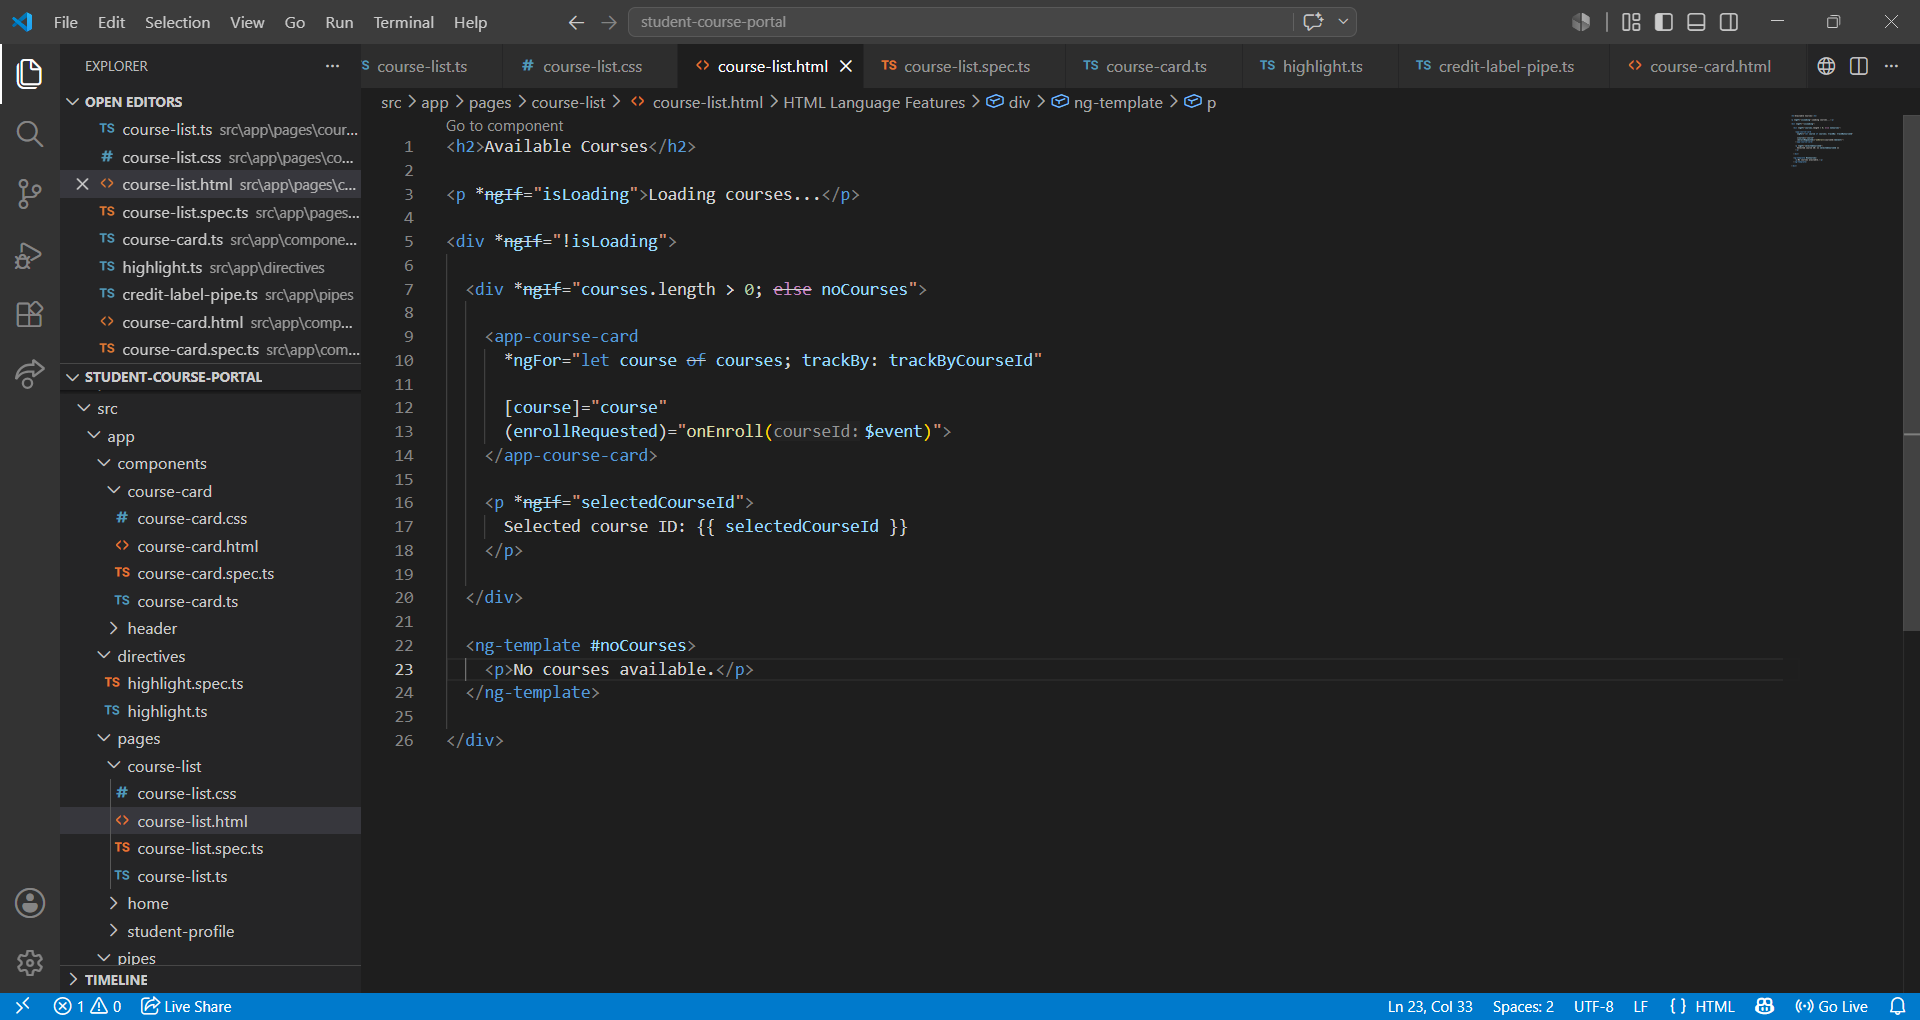 File Edit Selection View Go Run Terminal Help
student-course-portal
EXPLORER
course-list.ts
course-list.css
course-list.html
course-list.spec.ts
course-card.ts
highlight.ts
credit-label-pipe.ts
course-card.html
OPEN EDITORS
course-list.ts src\app\pages\cour...
course-list.css src\app\pages\co...
course-list.html src\app\pages\c...
course-list.spec.ts src\app\pages...
course-card.ts src\app\compone...
highlight.ts src\app\directives
credit-label-pipe.ts src\app\pipes
course-card.html src\app\comp...
course-card.spec.ts src\app\com...
STUDENT-COURSE-PORTAL
src
app
components
course-card
course-card.css
course-card.html
course-card.spec.ts
course-card.ts
header
directives
highlight.spec.ts
highlight.ts
pages
course-list
course-list.css
course-list.html
course-list.spec.ts
course-list.ts
home
student-profile
pipes
TIMELINE
src > app > pages > course-list > course-list.html > HTML Language Features > div > ng-template > p
Go to component
1 <h2>Available Courses</h2>
2
3 <p *ngIf="isLoading">Loading courses...</p>
4
5 <div *ngIf="!isLoading">
6
7 <div *ngIf="courses.length > 0; else noCourses">
8
9 <app-course-card
10 *ngFor="let course of courses; trackBy: trackByCourseId"
11
12 [course]="course"
13 (enrollRequested)="onEnroll(courseId: $event)">
14 </app-course-card>
15
16 <p *ngIf="selectedCourseId">
17 Selected course ID: {{ selectedCourseId }}
18 </p>
19
20 </div>
21
22 <ng-template #noCourses>
23 <p>No courses available.</p>
24 </ng-template>
25
26 </div>
1 0 Live Share
Ln 23, Col 33 Spaces: 2 UTF-8 LF {} HTML Go Live